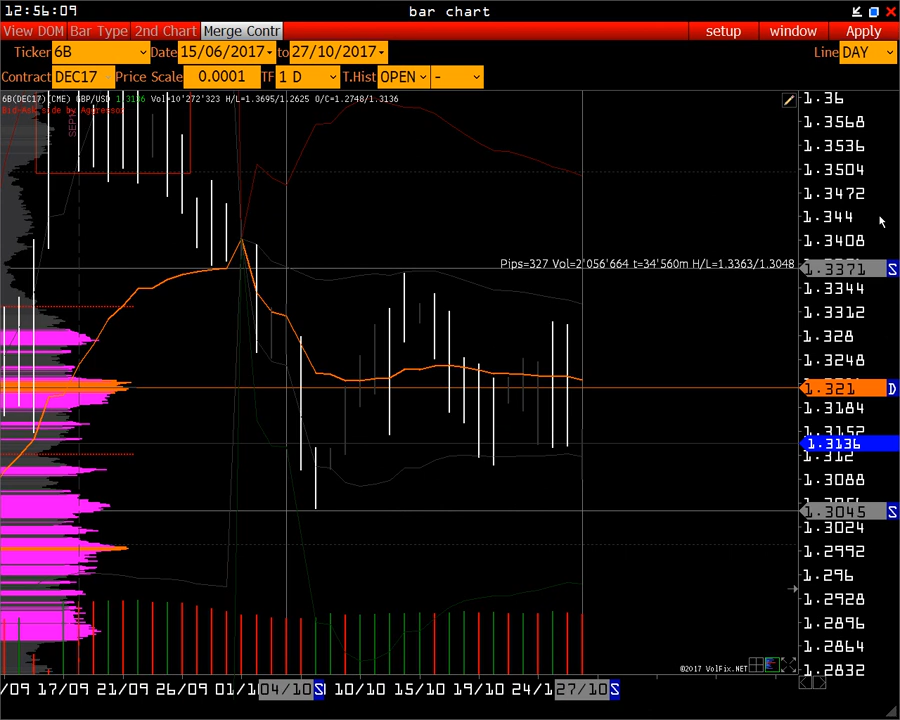 12:56:09 bar chart
View DOM Bar Type 2nd Chart Merge Contr setup window Apply
Ticker 6B Date 15/06/2017 to 27/10/2017 Line DAY
Contract DEC17 Price Scale 0.0001 TF 1 D T.Hist OPEN -
6B(DEC17)[CME] GBP/USD 1.3136 Vol=10'272'323 H/L=1.3695/1.2625 O/C=1.2748/1.3136
Bid-Ask side by Aggressor
1.36
1.3568
1.3536
1.3504
1.3472
1.344
1.3408
Pips=327 Vol=2'056'664 t=34'560m H/L=1.3363/1.3048
1.3371 S
1.3344
1.3312
1.328
1.3248
1.321 D
1.3184
1.3152
1.3136
1.312
1.3088
1.3045 S
1.3024
1.2992
1.296
1.2928
1.2896
1.2864
©2017 VolFix.NET
1.2832
/09 17/09 21/09 26/09 01/1 04/10 S 10/10 15/10 19/10 24/1 27/10 S